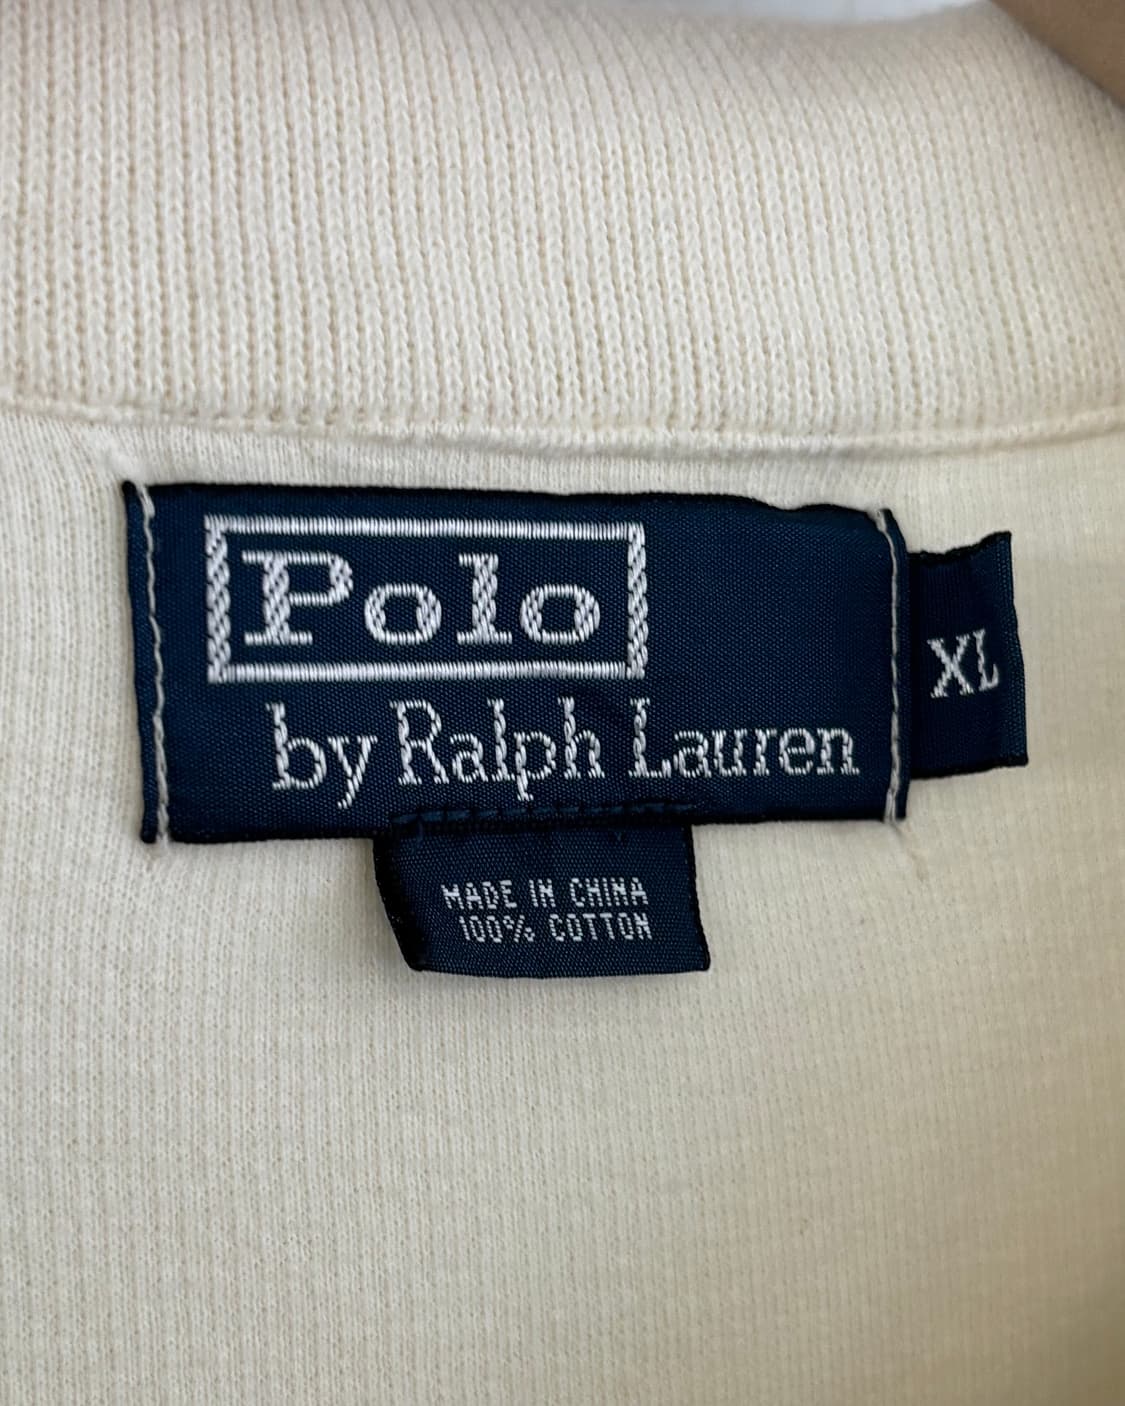 Polo
by Ralph Lauren
XL
MADE IN CHINA
100% COTTON